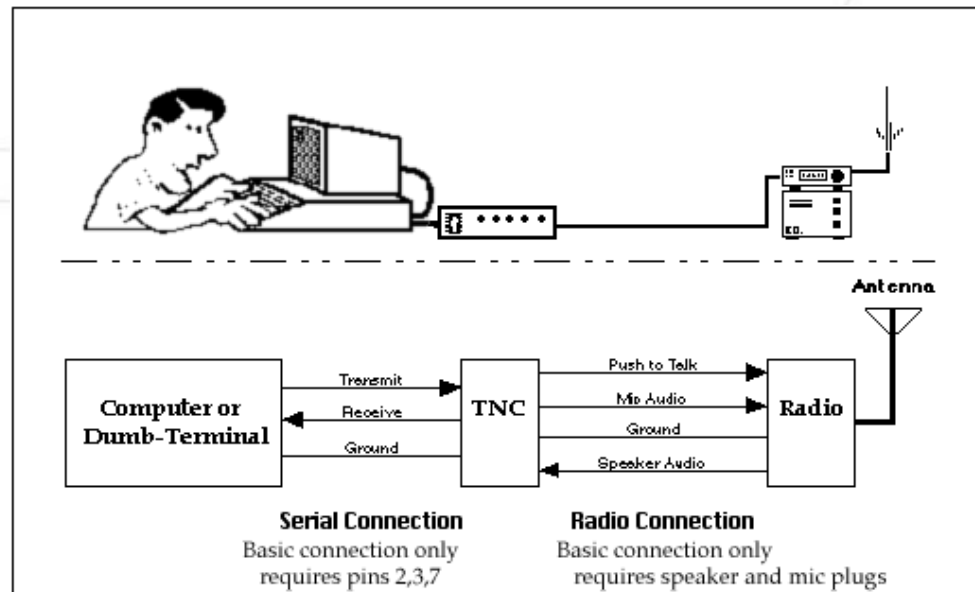 Antenna
Push to Talk
Transmit
Mic Audio
Computer or
Dumb-Terminal
Receive
TNC
Radio
Ground
Ground
Speaker Audio
Serial Connection
Radio Connection
Basic connection only
requires pins 2,3,7
Basic connection only
requires speaker and mic plugs